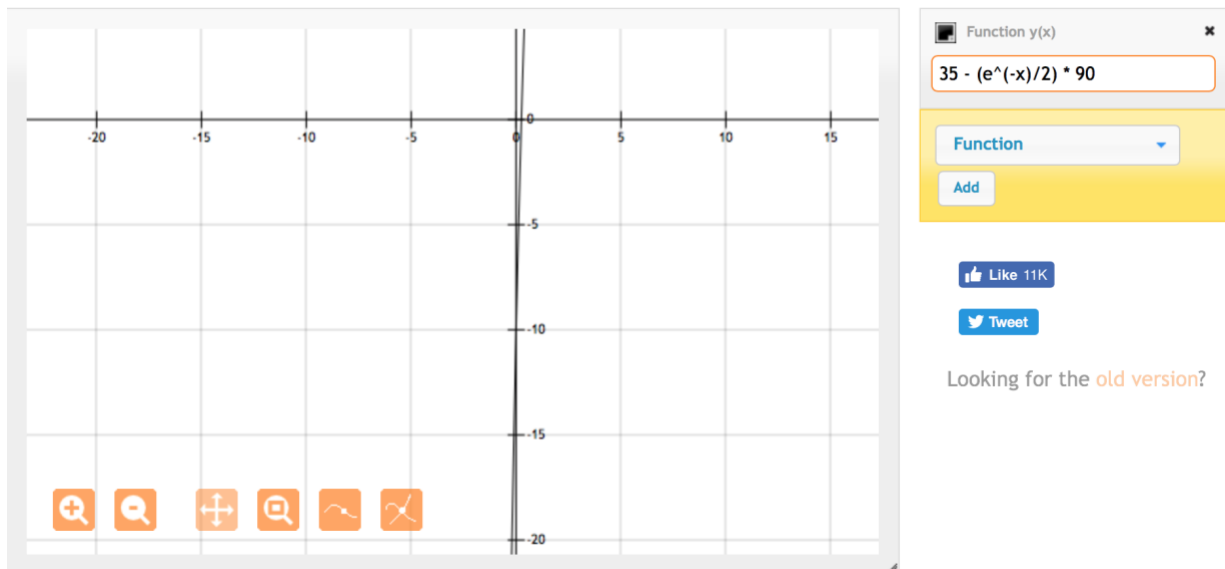 Function y(x)
35 - (e^(-x)/2) * 90
Function
Add
Like 11K
Tweet
Looking for the old version?
0
-20 -15 -10 -5 0 5 10 15
-5
-10
-15
-20